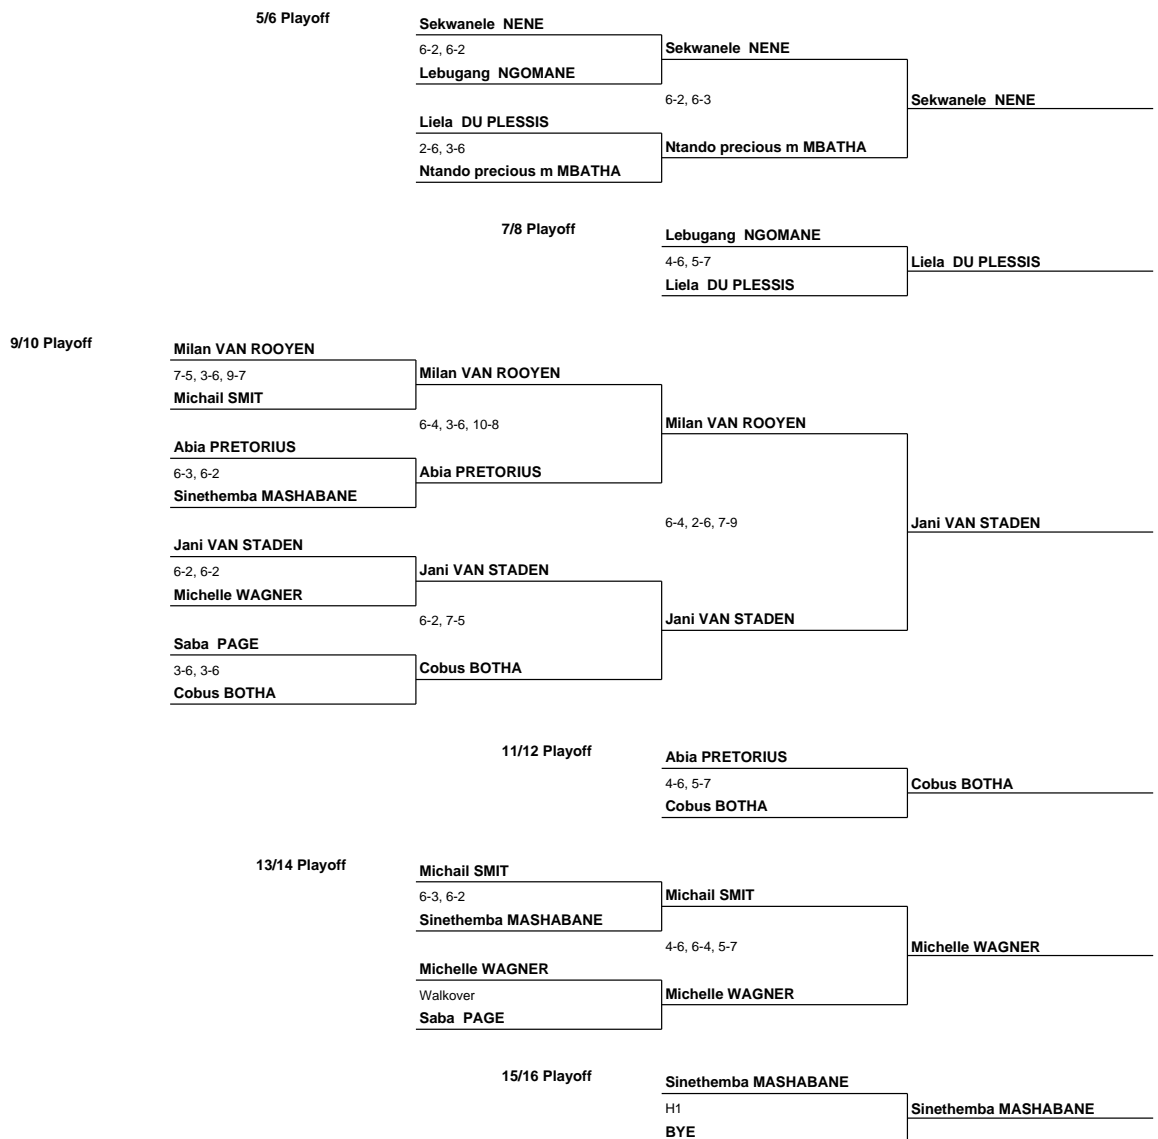 5/6 Playoff
Sekwanele NENE
6-2, 6-2
Sekwanele NENE
Lebugang NGOMANE
6-2, 6-3
Sekwanele NENE
Liela DU PLESSIS
2-6, 3-6
Ntando precious m MBATHA
Ntando precious m MBATHA
7/8 Playoff
Lebugang NGOMANE
4-6, 5-7
Liela DU PLESSIS
Liela DU PLESSIS
9/10 Playoff
Milan VAN ROOYEN
7-5, 3-6, 9-7
Milan VAN ROOYEN
Michail SMIT
6-4, 3-6, 10-8
Milan VAN ROOYEN
Abia PRETORIUS
6-3, 6-2
Abia PRETORIUS
Sinethemba MASHABANE
6-4, 2-6, 7-9
Jani VAN STADEN
Jani VAN STADEN
6-2, 6-2
Jani VAN STADEN
Michelle WAGNER
6-2, 7-5
Jani VAN STADEN
Saba PAGE
3-6, 3-6
Cobus BOTHA
Cobus BOTHA
11/12 Playoff
Abia PRETORIUS
4-6, 5-7
Cobus BOTHA
Cobus BOTHA
13/14 Playoff
Michail SMIT
6-3, 6-2
Michail SMIT
Sinethemba MASHABANE
4-6, 6-4, 5-7
Michelle WAGNER
Michelle WAGNER
Walkover
Michelle WAGNER
Saba PAGE
15/16 Playoff
Sinethemba MASHABANE
H1
Sinethemba MASHABANE
BYE